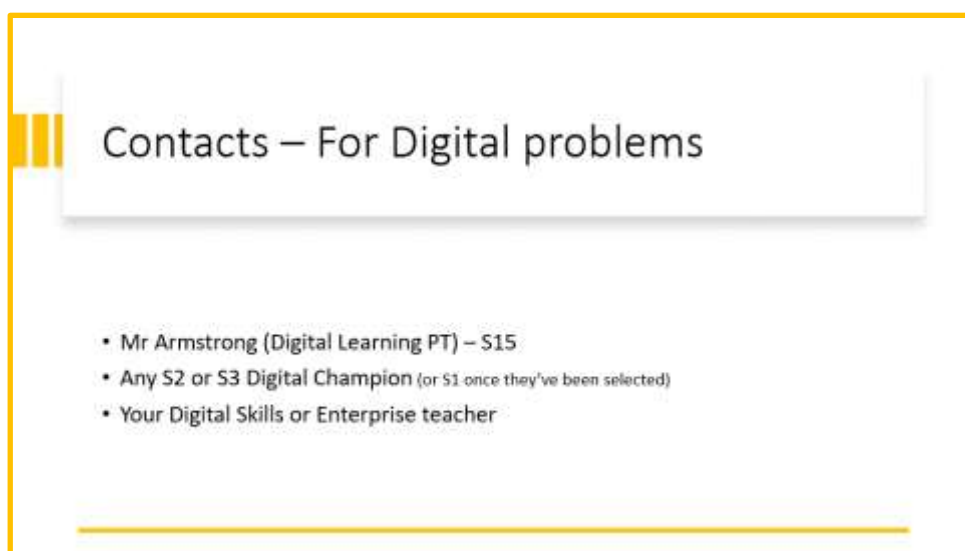 Contacts – For Digital problems
• Mr Armstrong (Digital Learning PT) – S15
• Any S2 or S3 Digital Champion (or S1 once they've been selected)
• Your Digital Skills or Enterprise teacher